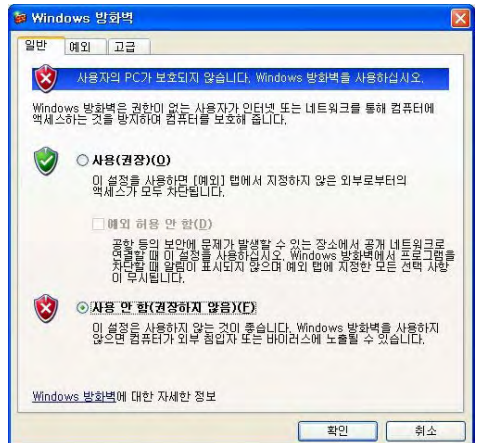 Windows 방화벽
일반 예외 고급
사용자의 PC가 보호되지 않습니다. Windows 방화벽을 사용하십시오.
Windows 방화벽은 권한이 없는 사용자가 인터넷 또는 네트워크를 통해 컴퓨터에
액세스하는 것을 방지하여 컴퓨터를 보호해 줍니다.
사용(권장)(O)
이 설정을 사용하면 [예외] 탭에서 지정하지 않은 외부로부터의
액세스가 모두 차단됩니다.
예외 허용 안 함(D)
공항 등의 보안에 문제가 발생할 수 있는 장소에서 공개 네트워크로
연결할 때 이 설정을 사용하십시오. Windows 방화벽에서 프로그램을
차단할 때 알림이 표시되지 않으며 예외 탭에 지정한 모든 선택 사항
이 무시됩니다.
사용 안 함(권장하지 않음)(F)
이 설정은 사용하지 않는 것이 좋습니다. Windows 방화벽을 사용하지
않으면 컴퓨터가 외부 침입자 또는 바이러스에 노출될 수 있습니다.
Windows 방화벽에 대한 자세한 정보
확인 취소